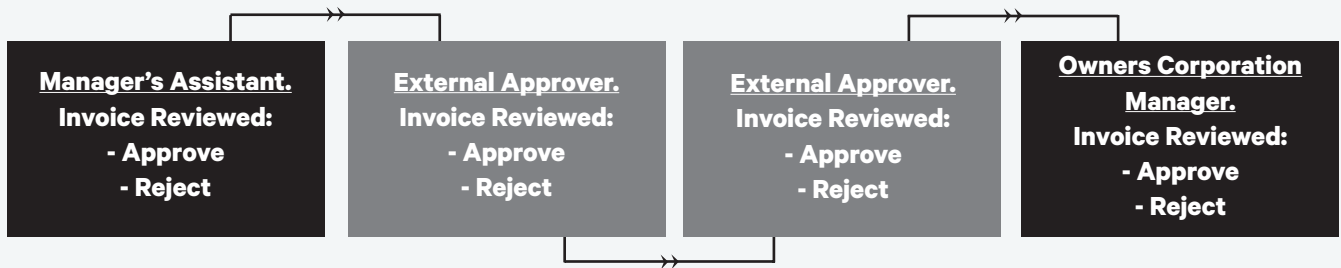 Manager’s Assistant.
Invoice Reviewed:
- Approve
- Reject
External Approver.
Invoice Reviewed:
- Approve
- Reject
External Approver.
Invoice Reviewed:
- Approve
- Reject
Owners Corporation
Manager.
Invoice Reviewed:
- Approve
- Reject